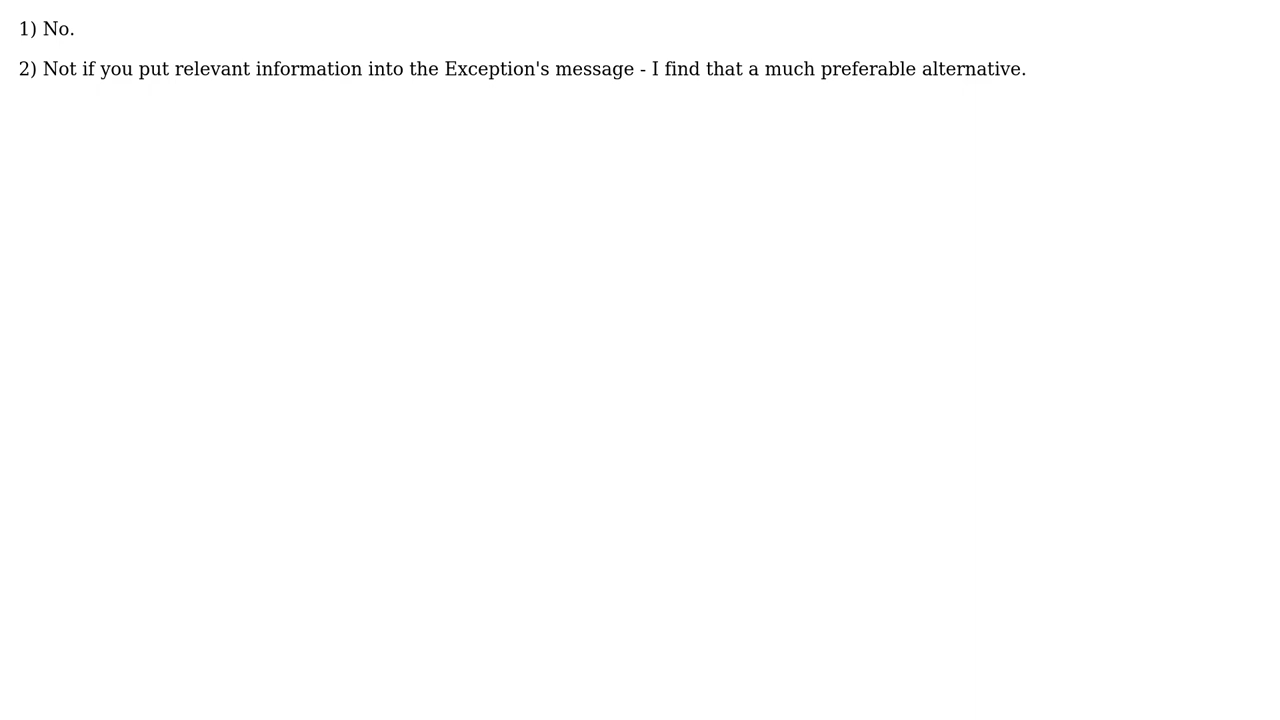 1) No.
2) Not if you put relevant information into the Exception's message - I find that a much preferable alternative.